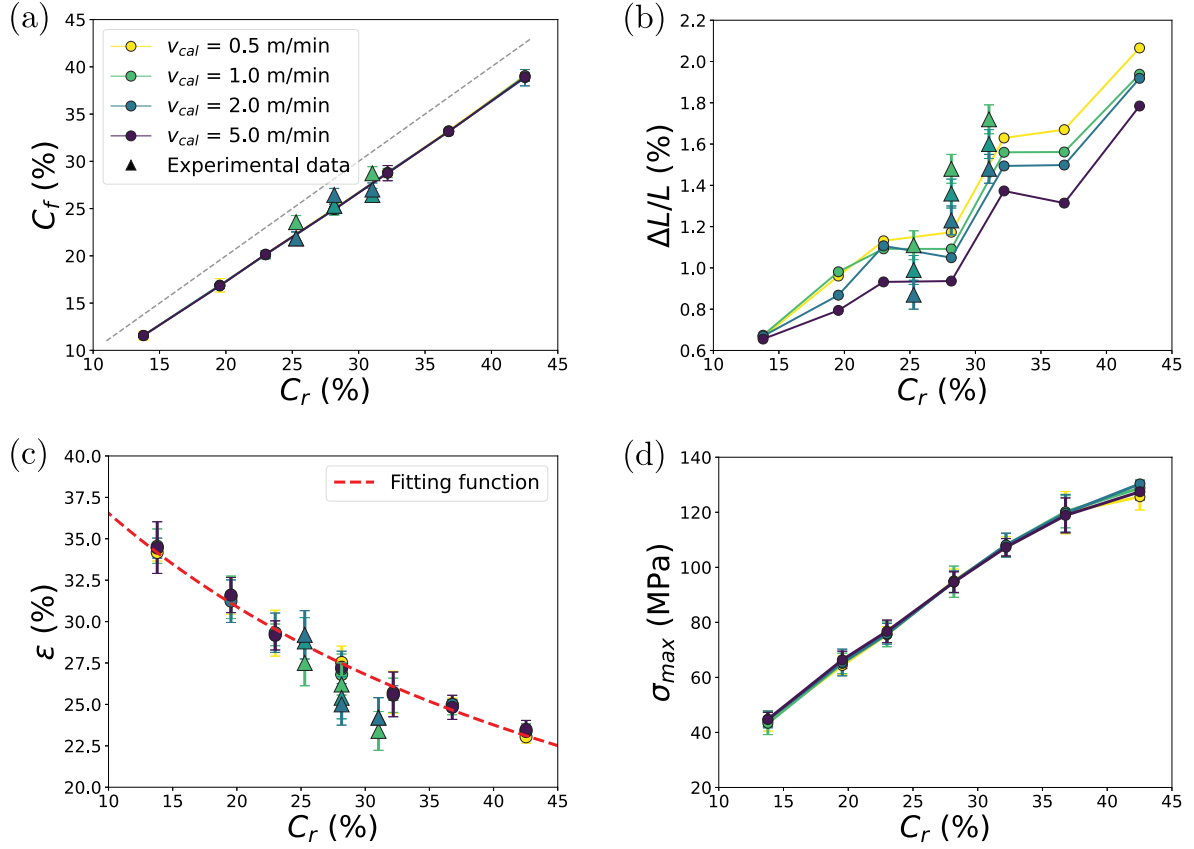 (a)
45
40
35
30
25
20
15
10
C_f (%)
v_cal = 0.5 m/min
v_cal = 1.0 m/min
v_cal = 2.0 m/min
v_cal = 5.0 m/min
Experimental data
10 15 20 25 30 35 40 45
C_r (%)
(b)
2.2
2.0
1.8
1.6
1.4
1.2
1.0
0.8
0.6
ΔL/L (%)
10 15 20 25 30 35 40 45
C_r (%)
(c)
40.0
37.5
35.0
32.5
30.0
27.5
25.0
22.5
20.0
ε (%)
Fitting function
10 15 20 25 30 35 40 45
C_r (%)
(d)
140
120
100
80
60
40
20
σ_max (MPa)
10 15 20 25 30 35 40 45
C_r (%)